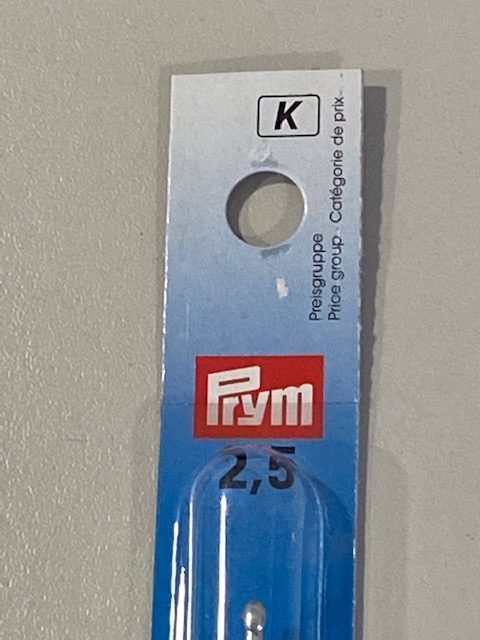 K
Preisgruppe
Price group · Catégorie de prix
Prym
2,5